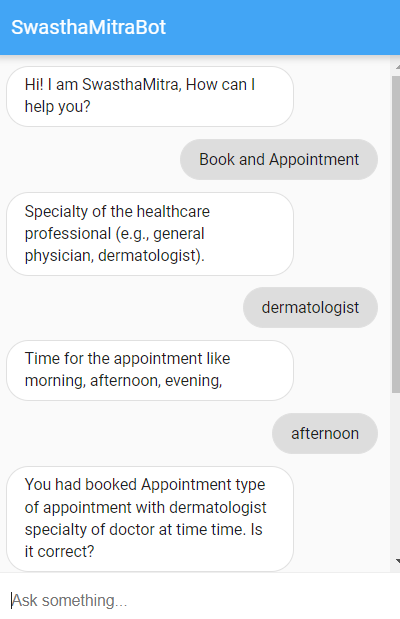 SwasthaMitraBot
Hi! I am SwasthaMitra, How can I
help you?
Book and Appointment
Specialty of the healthcare
professional (e.g., general
physician, dermatologist).
dermatologist
Time for the appointment like
morning, afternoon, evening,
afternoon
You had booked Appointment type
of appointment with dermatologist
specialty of doctor at time time. Is
it correct?
Ask something...